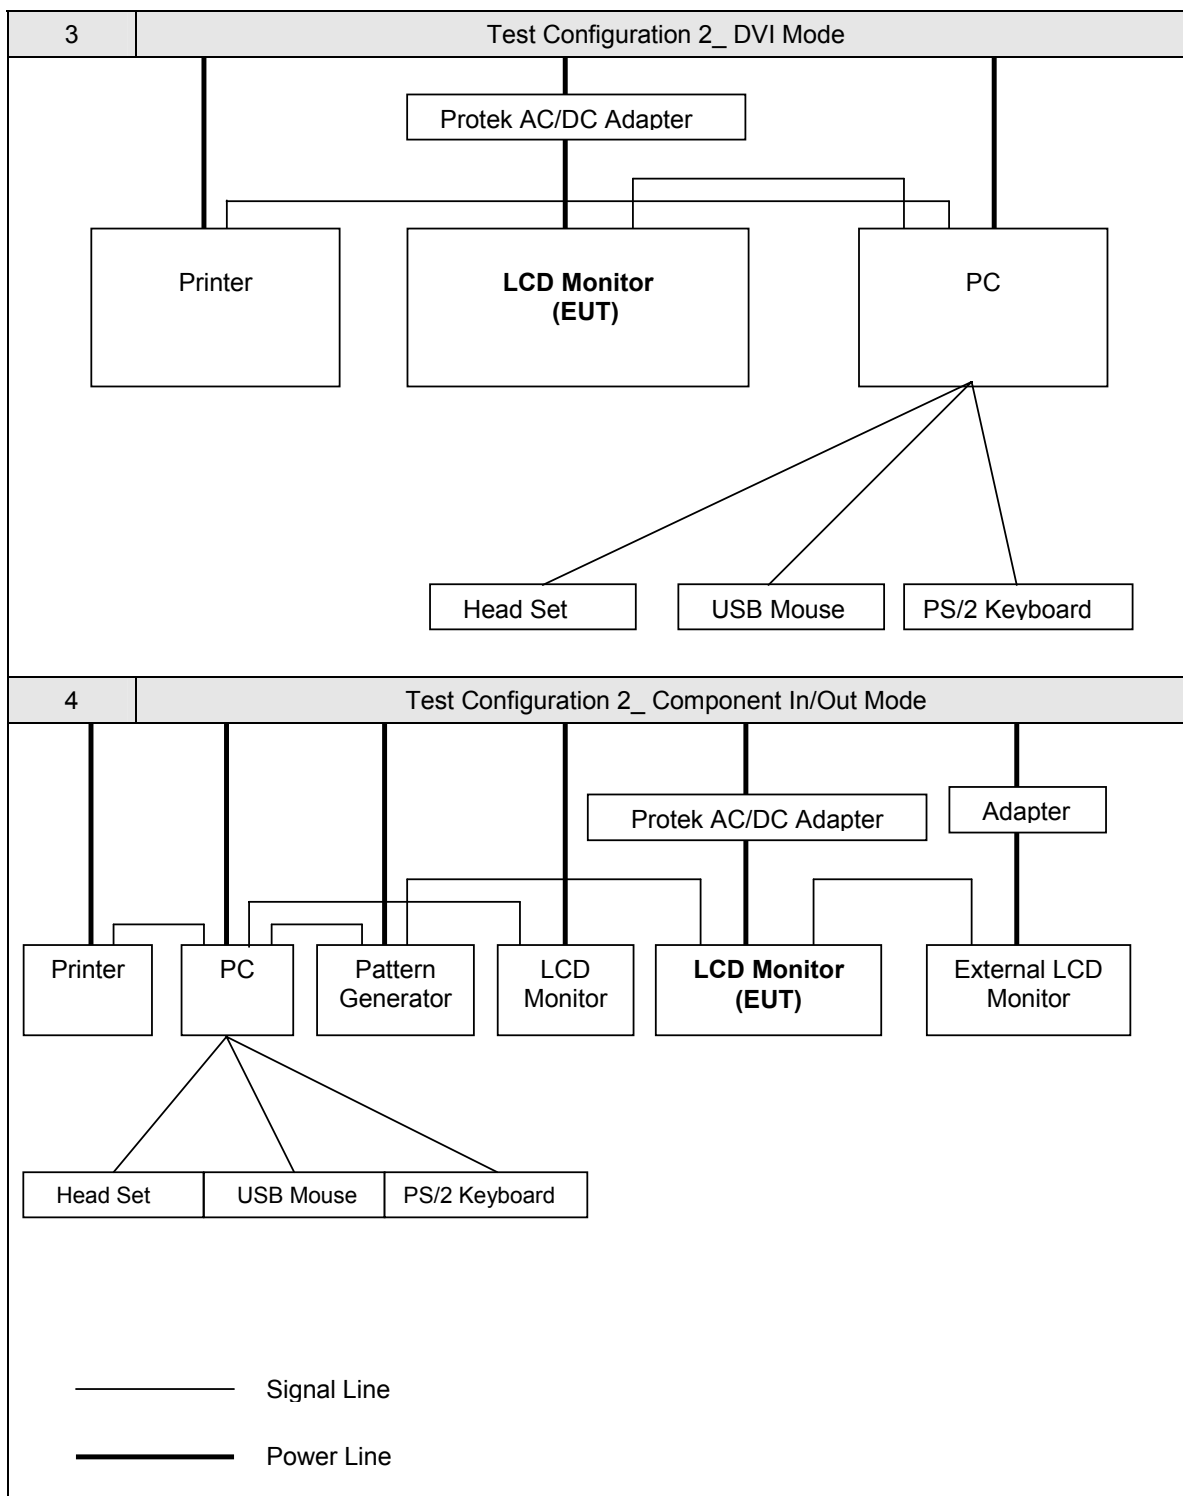 3
Test Configuration 2_ DVI Mode
Protek AC/DC Adapter
Printer
LCD Monitor
(EUT)
PC
Head Set
USB Mouse
PS/2 Keyboard
4
Test Configuration 2_ Component In/Out Mode
Protek AC/DC Adapter
Adapter
Printer
PC
Pattern
Generator
LCD
Monitor
LCD Monitor
(EUT)
External LCD
Monitor
Head Set
USB Mouse
PS/2 Keyboard
Signal Line
Power Line